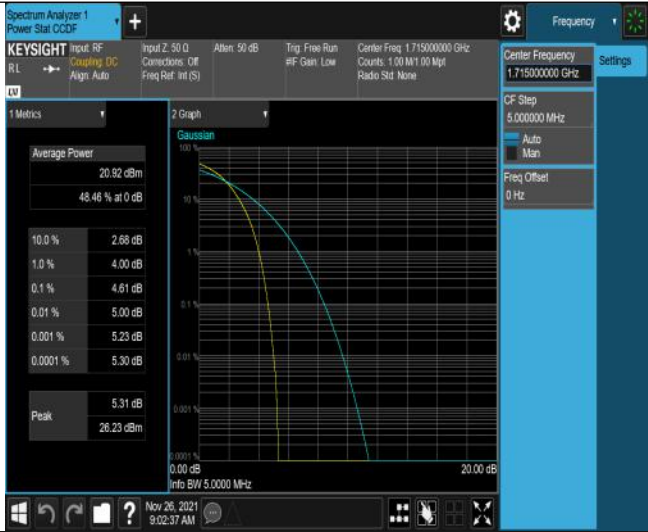 Spectrum Analyzer 1
Power Stat CCDF
Frequency
KEYSIGHT
RL
LV
Input: RF
Coupling: DC
Align: Auto
Input Z: 50 Ω
Corrections: Off
Freq Ref: Int (S)
Atten: 50 dB
Trig: Free Run
#IF Gain: Low
Center Freq: 1.715000000 GHz
Counts: 1.00 M/1.00 Mpt
Radio Std: None
Center Frequency
1.715000000 GHz
Settings
CF Step
5.000000 MHz
Auto
Man
Freq Offset
0 Hz
1 Metrics
Average Power
20.92 dBm
48.46 % at 0 dB
10.0 % 2.68 dB
1.0 % 4.00 dB
0.1 % 4.61 dB
0.01 % 5.00 dB
0.001 % 5.23 dB
0.0001 % 5.30 dB
Peak
5.31 dB
26.23 dBm
2 Graph
Gaussian
100 %
10 %
1 %
0.1 %
0.01 %
0.001 %
0.0001 %
0.00 dB 20.00 dB
Info BW 5.0000 MHz
?
Nov 26, 2021
9:02:37 AM